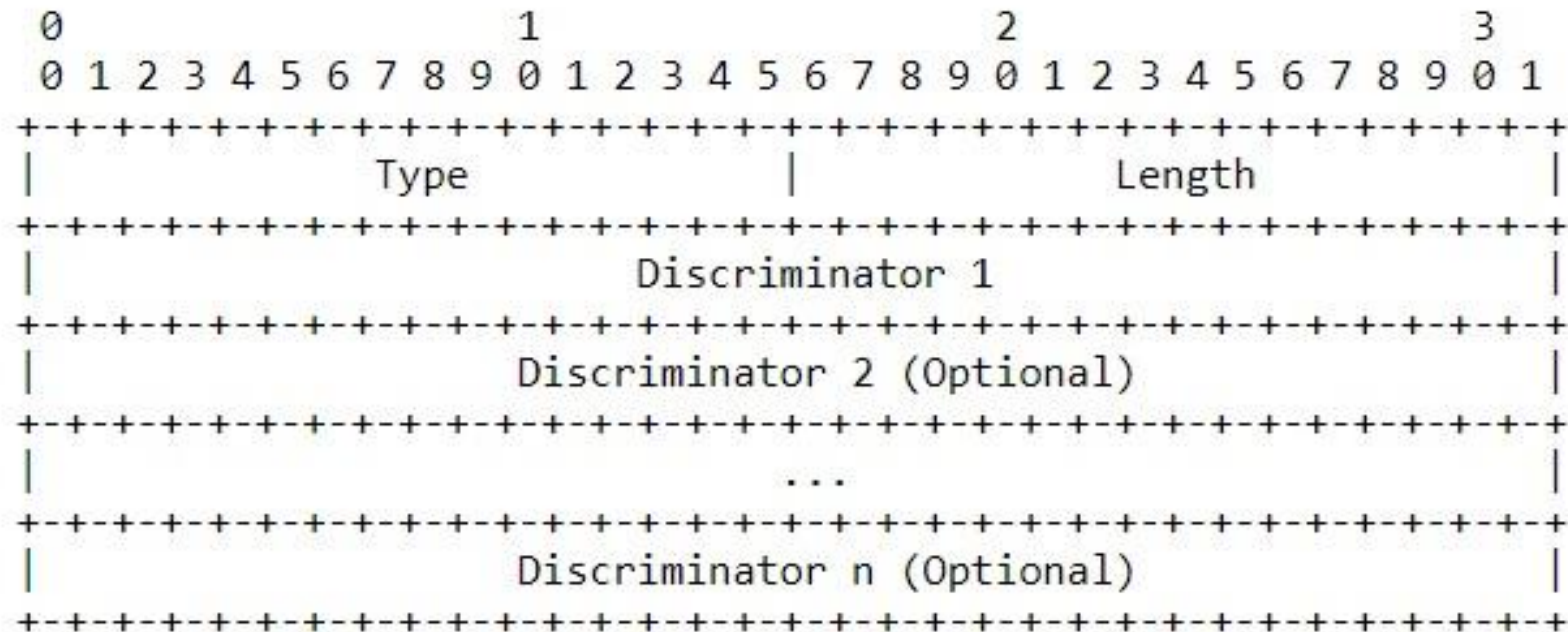 0                   1                   2                   3
 0 1 2 3 4 5 6 7 8 9 0 1 2 3 4 5 6 7 8 9 0 1 2 3 4 5 6 7 8 9 0 1
+-+-+-+-+-+-+-+-+-+-+-+-+-+-+-+-+-+-+-+-+-+-+-+-+-+-+-+-+-+-+-+-+
|              Type             |             Length            |
+-+-+-+-+-+-+-+-+-+-+-+-+-+-+-+-+-+-+-+-+-+-+-+-+-+-+-+-+-+-+-+-+
|                         Discriminator 1                       |
+-+-+-+-+-+-+-+-+-+-+-+-+-+-+-+-+-+-+-+-+-+-+-+-+-+-+-+-+-+-+-+-+
|                    Discriminator 2 (Optional)                 |
+-+-+-+-+-+-+-+-+-+-+-+-+-+-+-+-+-+-+-+-+-+-+-+-+-+-+-+-+-+-+-+-+
|                               ...                             |
+-+-+-+-+-+-+-+-+-+-+-+-+-+-+-+-+-+-+-+-+-+-+-+-+-+-+-+-+-+-+-+-+
|                    Discriminator n (Optional)                 |
+-+-+-+-+-+-+-+-+-+-+-+-+-+-+-+-+-+-+-+-+-+-+-+-+-+-+-+-+-+-+-+-+